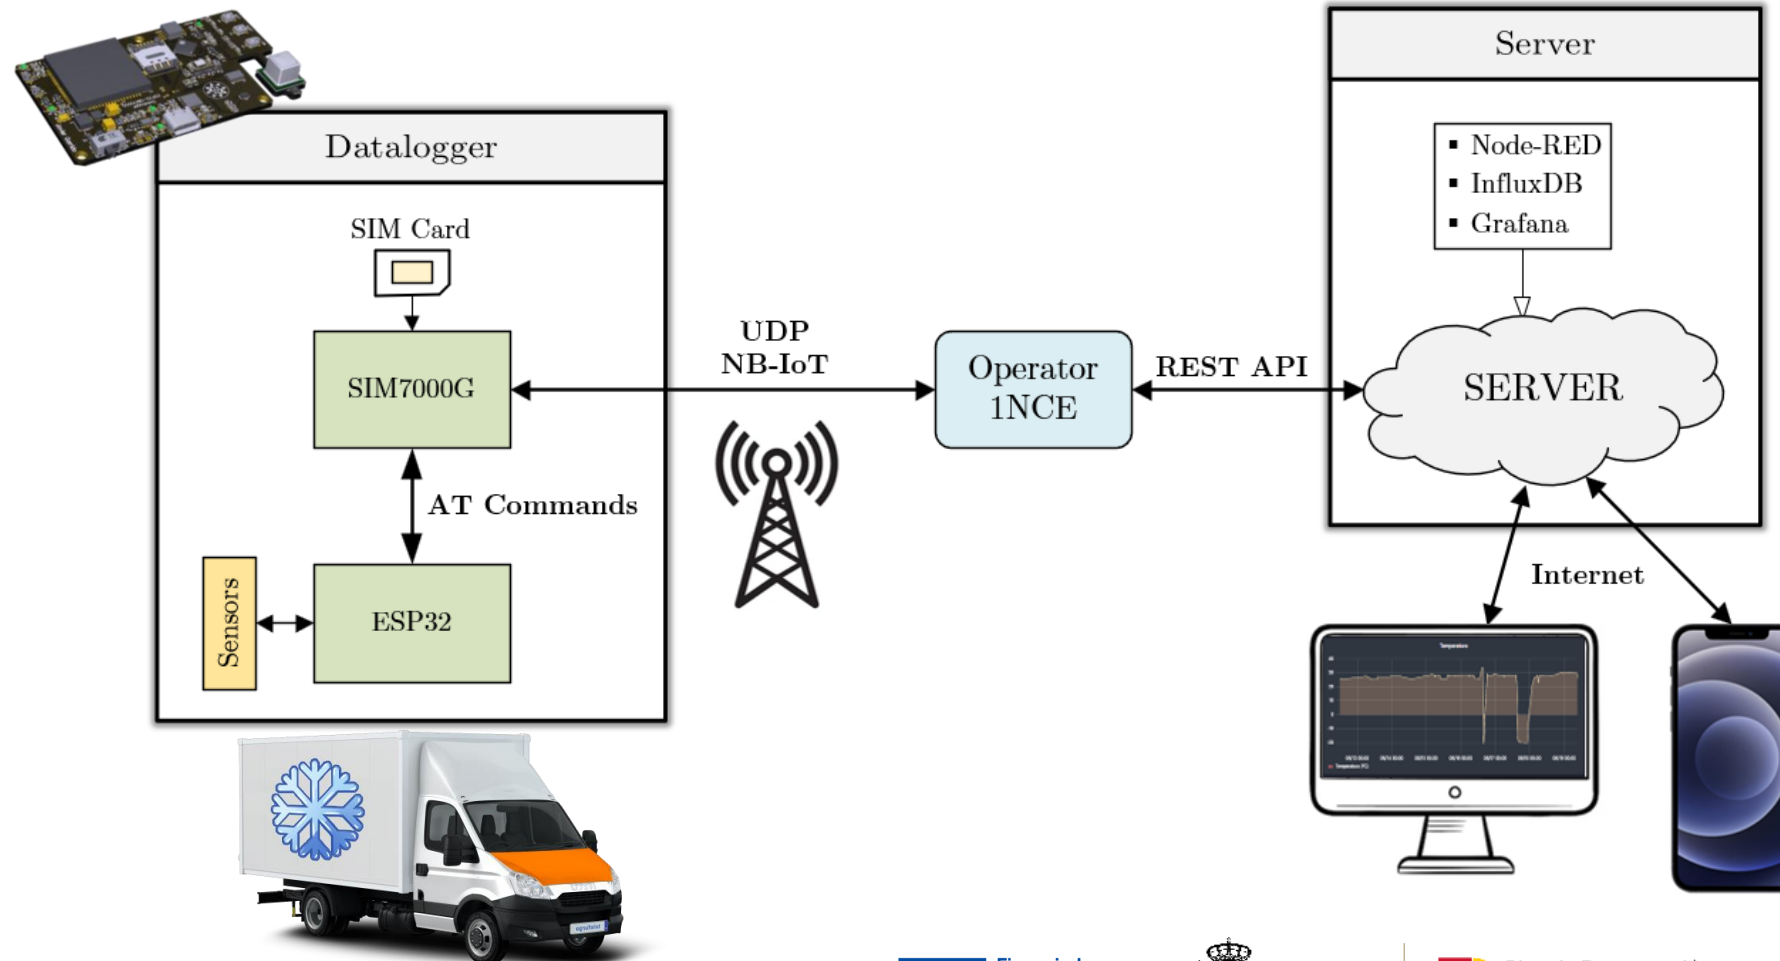 Server
▪ Node-RED
▪ InfluxDB
▪ Grafana
Datalogger
SIM Card
SIM7000G
UDP
NB-IoT
Operator
1NCE
REST API
SERVER
AT Commands
Sensors
ESP32
Internet
Temperature